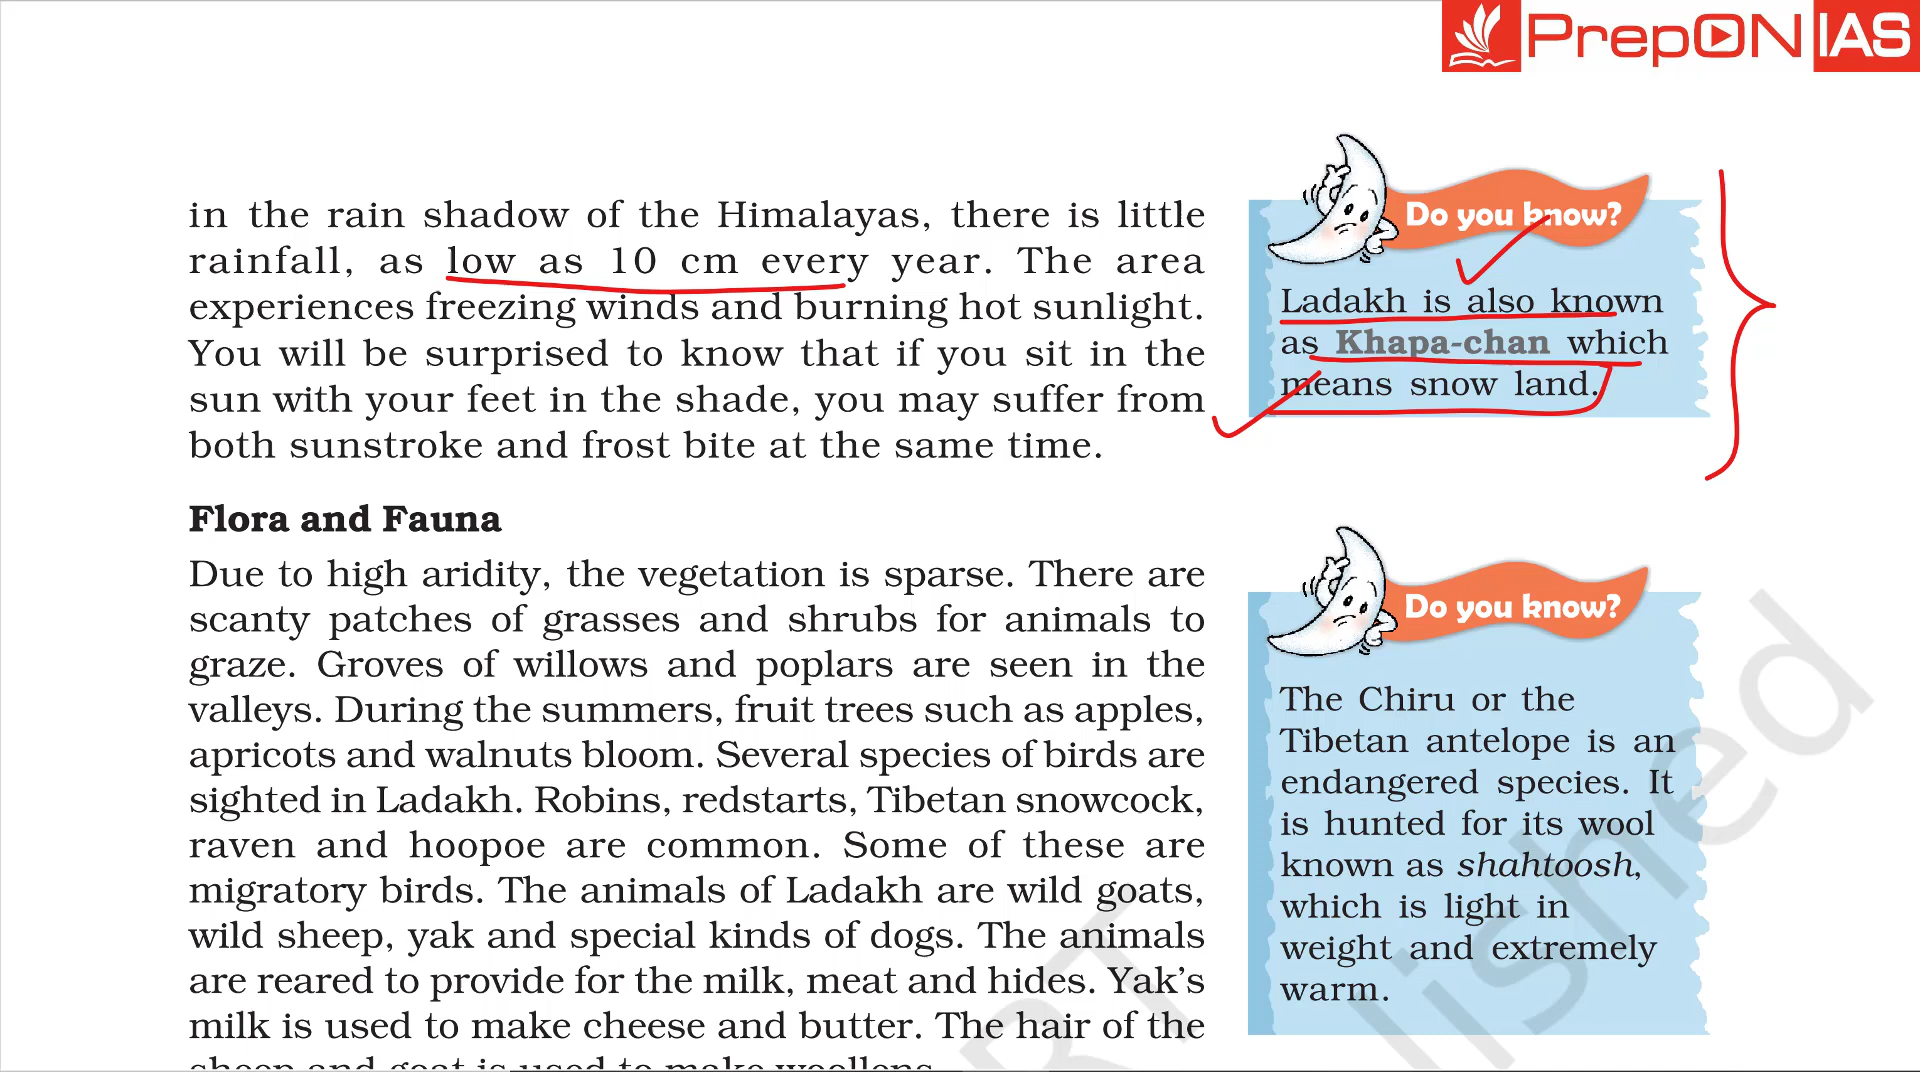 PrepON IAS
in the rain shadow of the Himalayas, there is little
rainfall, as low as 10 cm every year. The area
experiences freezing winds and burning hot sunlight.
You will be surprised to know that if you sit in the
sun with your feet in the shade, you may suffer from
both sunstroke and frost bite at the same time.
Flora and Fauna
Due to high aridity, the vegetation is sparse. There are
scanty patches of grasses and shrubs for animals to
graze. Groves of willows and poplars are seen in the
valleys. During the summers, fruit trees such as apples,
apricots and walnuts bloom. Several species of birds are
sighted in Ladakh. Robins, redstarts, Tibetan snowcock,
raven and hoopoe are common. Some of these are
migratory birds. The animals of Ladakh are wild goats,
wild sheep, yak and special kinds of dogs. The animals
are reared to provide for the milk, meat and hides. Yak's
milk is used to make cheese and butter. The hair of the
sheep and goat is used to make woollens.
Do you know?
Ladakh is also known
as Khapa-chan which
means snow land.
Do you know?
The Chiru or the
Tibetan antelope is an
endangered species. It
is hunted for its wool
known as shahtoosh,
which is light in
weight and extremely
warm.